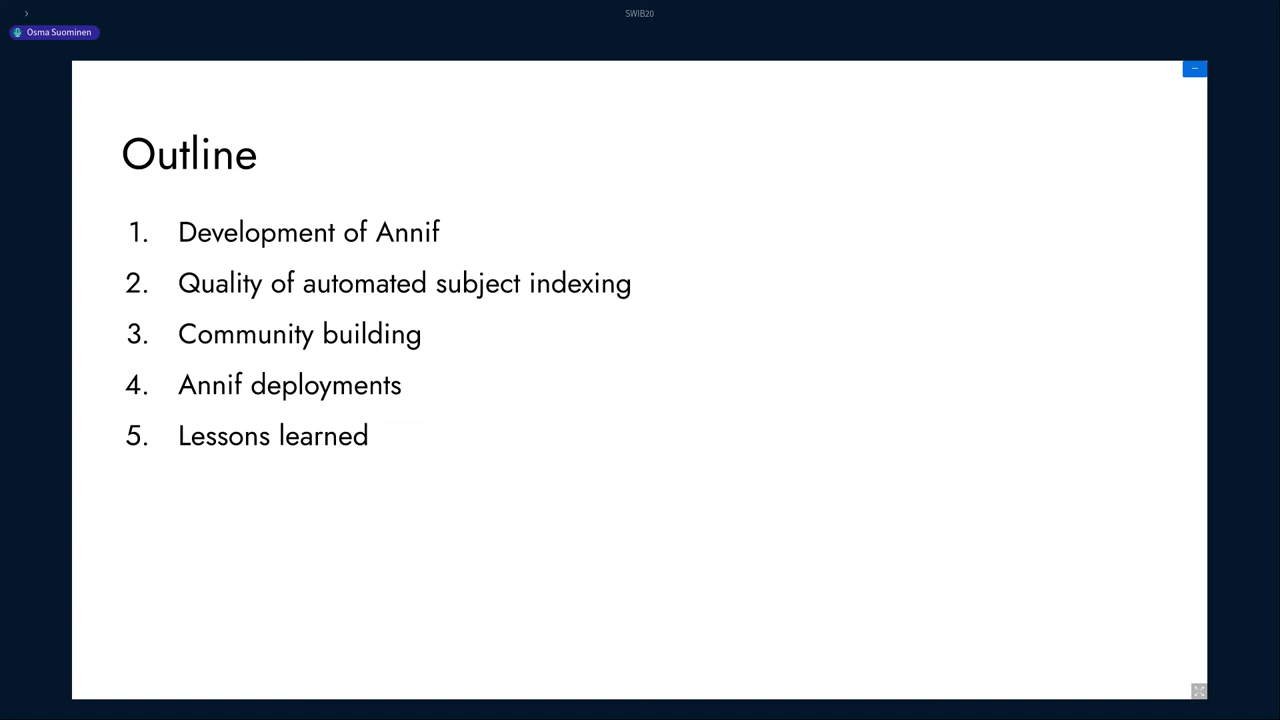 SWIB20
Osma Suominen
Outline
1. Development of Annif
2. Quality of automated subject indexing
3. Community building
4. Annif deployments
5. Lessons learned